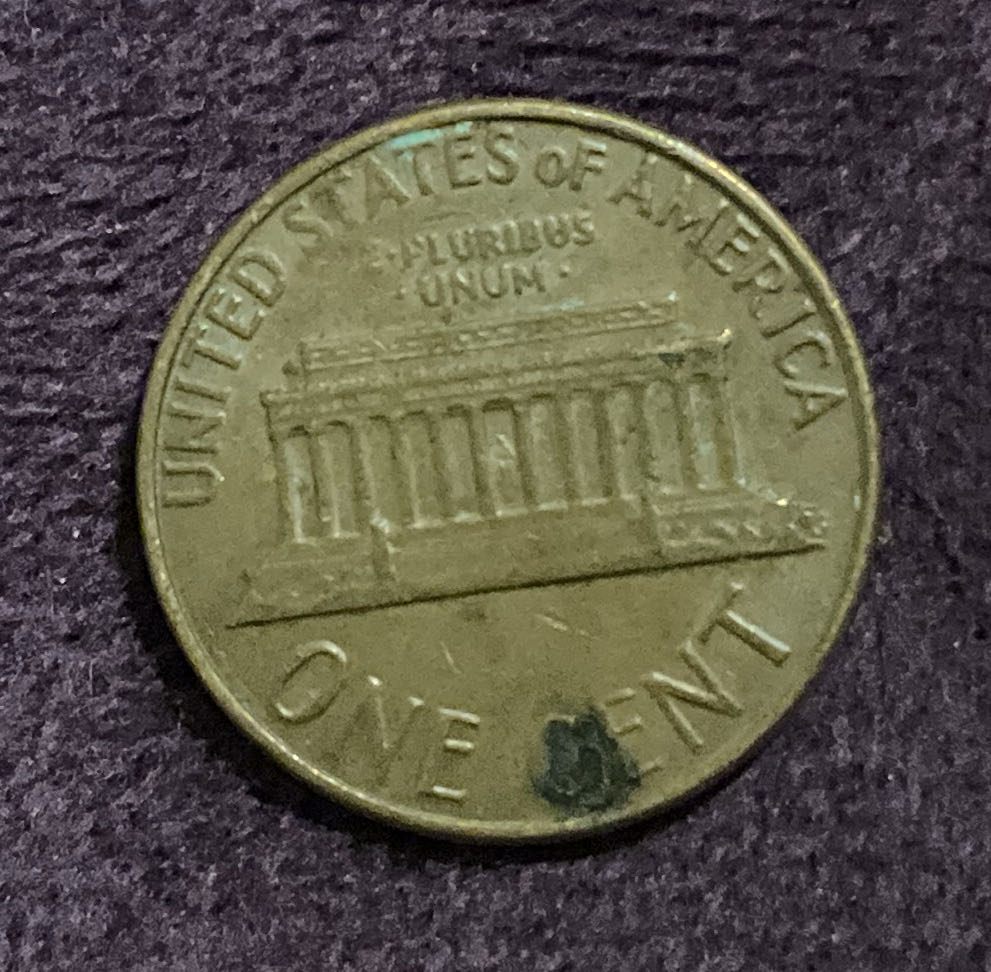 UNITED STATES OF AMERICA
E·PLURIBUS
·UNUM·
ONE CENT